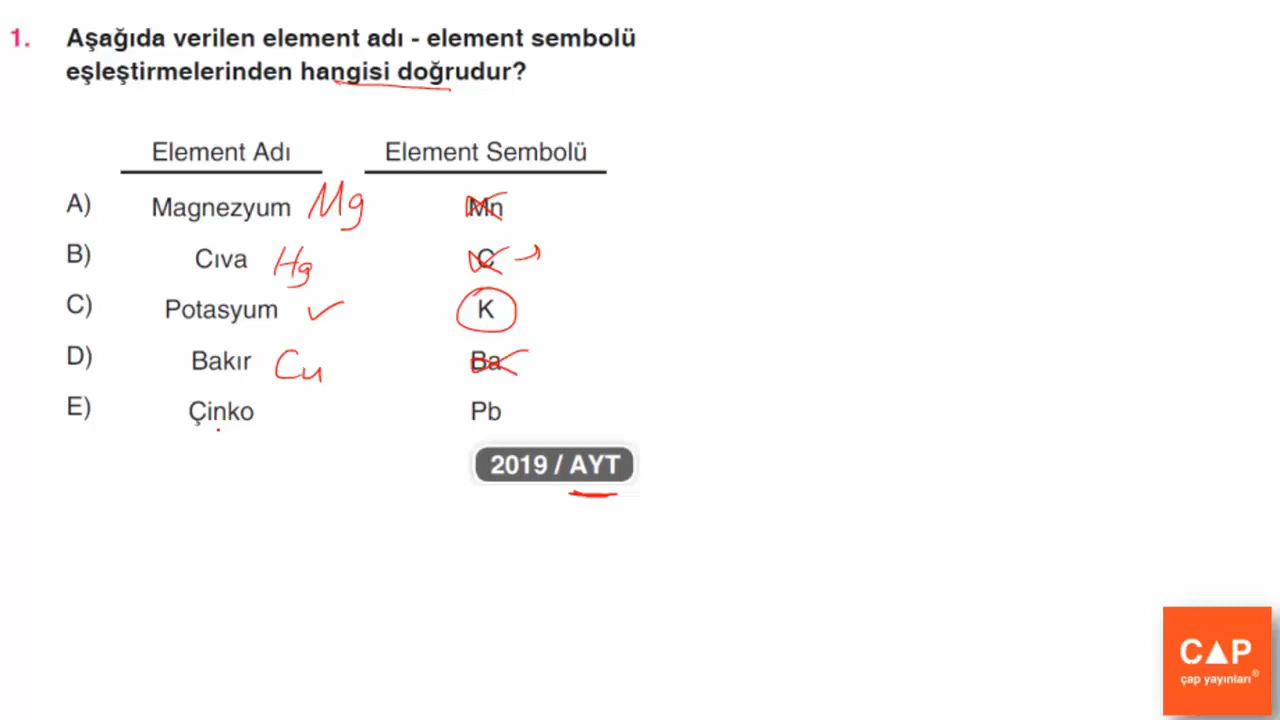 1. Aşağıda verilen element adı - element sembolü
eşleştirmelerinden hangisi doğrudur?
Element Adı Element Sembolü
A) Magnezyum Mg Mn
B) Cıva Hg C
C) Potasyum ✓ K
D) Bakır Cu Ba
E) Çinko Pb
2019 / AYT
CAP
çap yayınları®